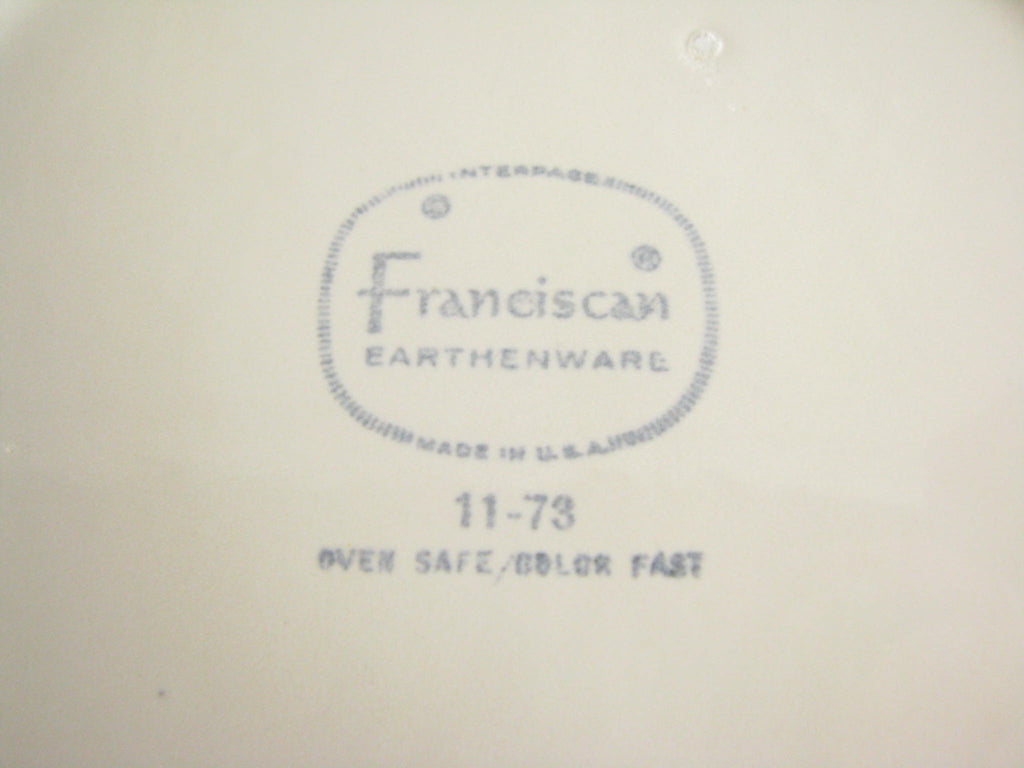 INTERPACE
©
®
Franciscan
EARTHENWARE
MADE IN U.S.A.
11-73
OVEN SAFE/COLOR FAST